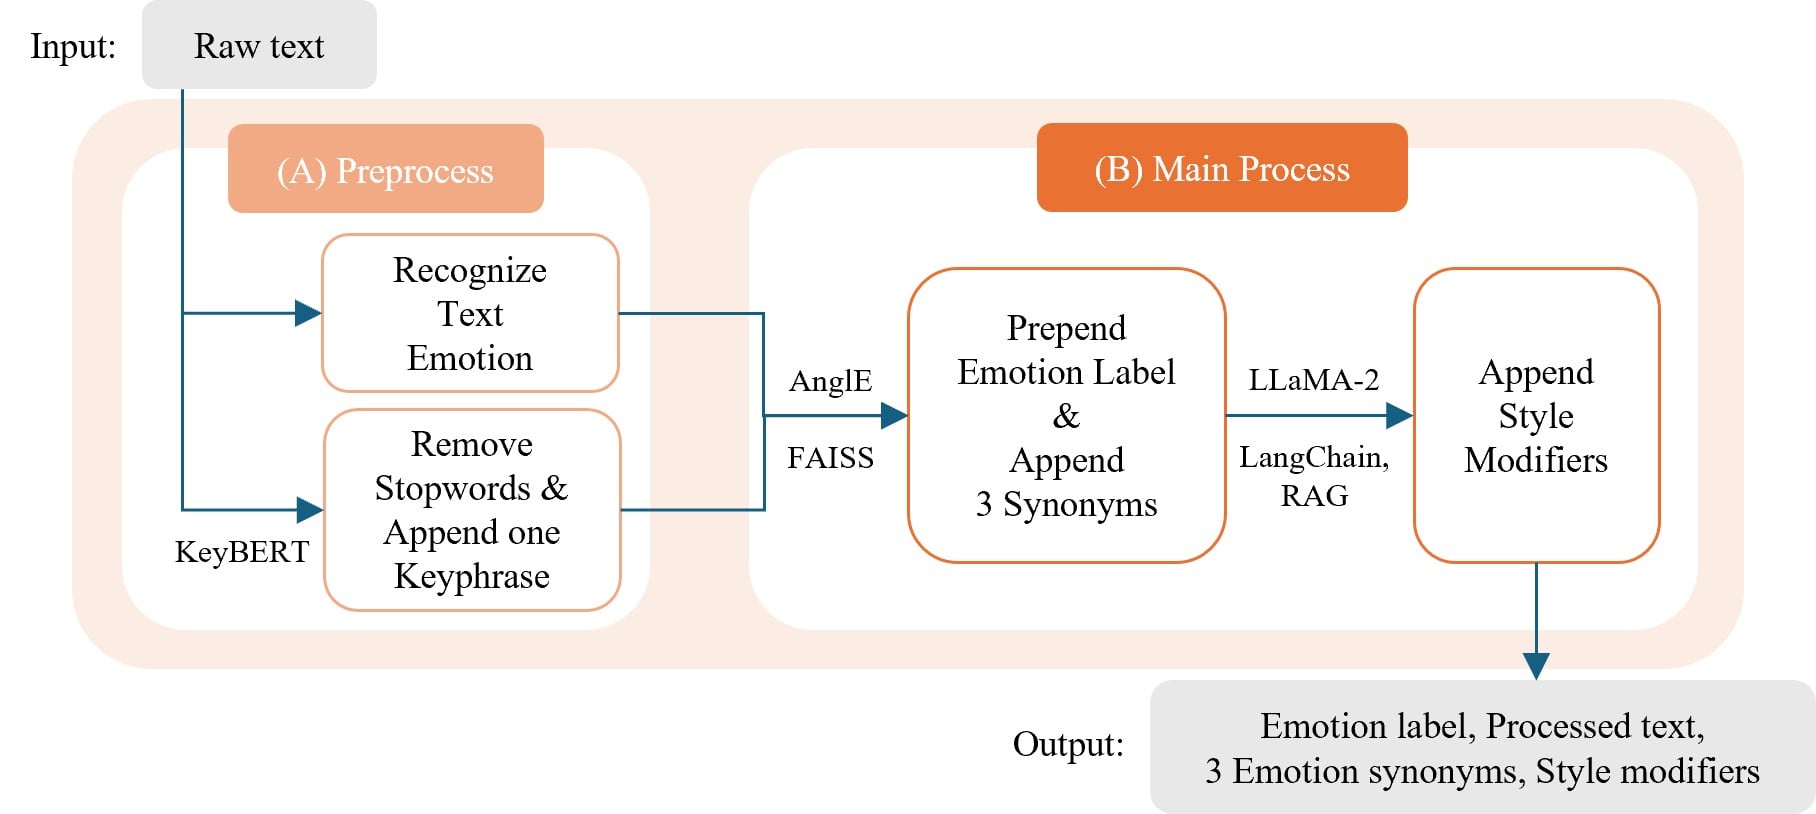 Input:
Raw text
(A) Preprocess
Recognize
Text
Emotion
KeyBERT
Remove
Stopwords &
Append one
Keyphrase
AnglE
FAISS
(B) Main Process
Prepend
Emotion Label
&
Append
3 Synonyms
LLaMA-2
LangChain,
RAG
Append
Style
Modifiers
Output:
Emotion label, Processed text,
3 Emotion synonyms, Style modifiers